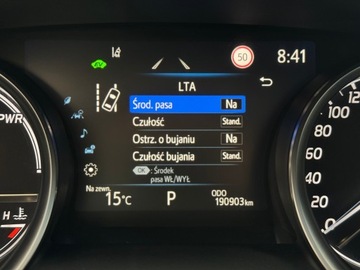 50
8:41
LTA
Środ. pasa Na
Czułość Stand.
Ostrz. o bujaniu Na
Czułość bujania Stand.
OK : Środek
pasa WŁ/WYŁ
Na zewn.
15°C
P
ODO
190903 km
PWR
H
120
100
80
60
40
20
0